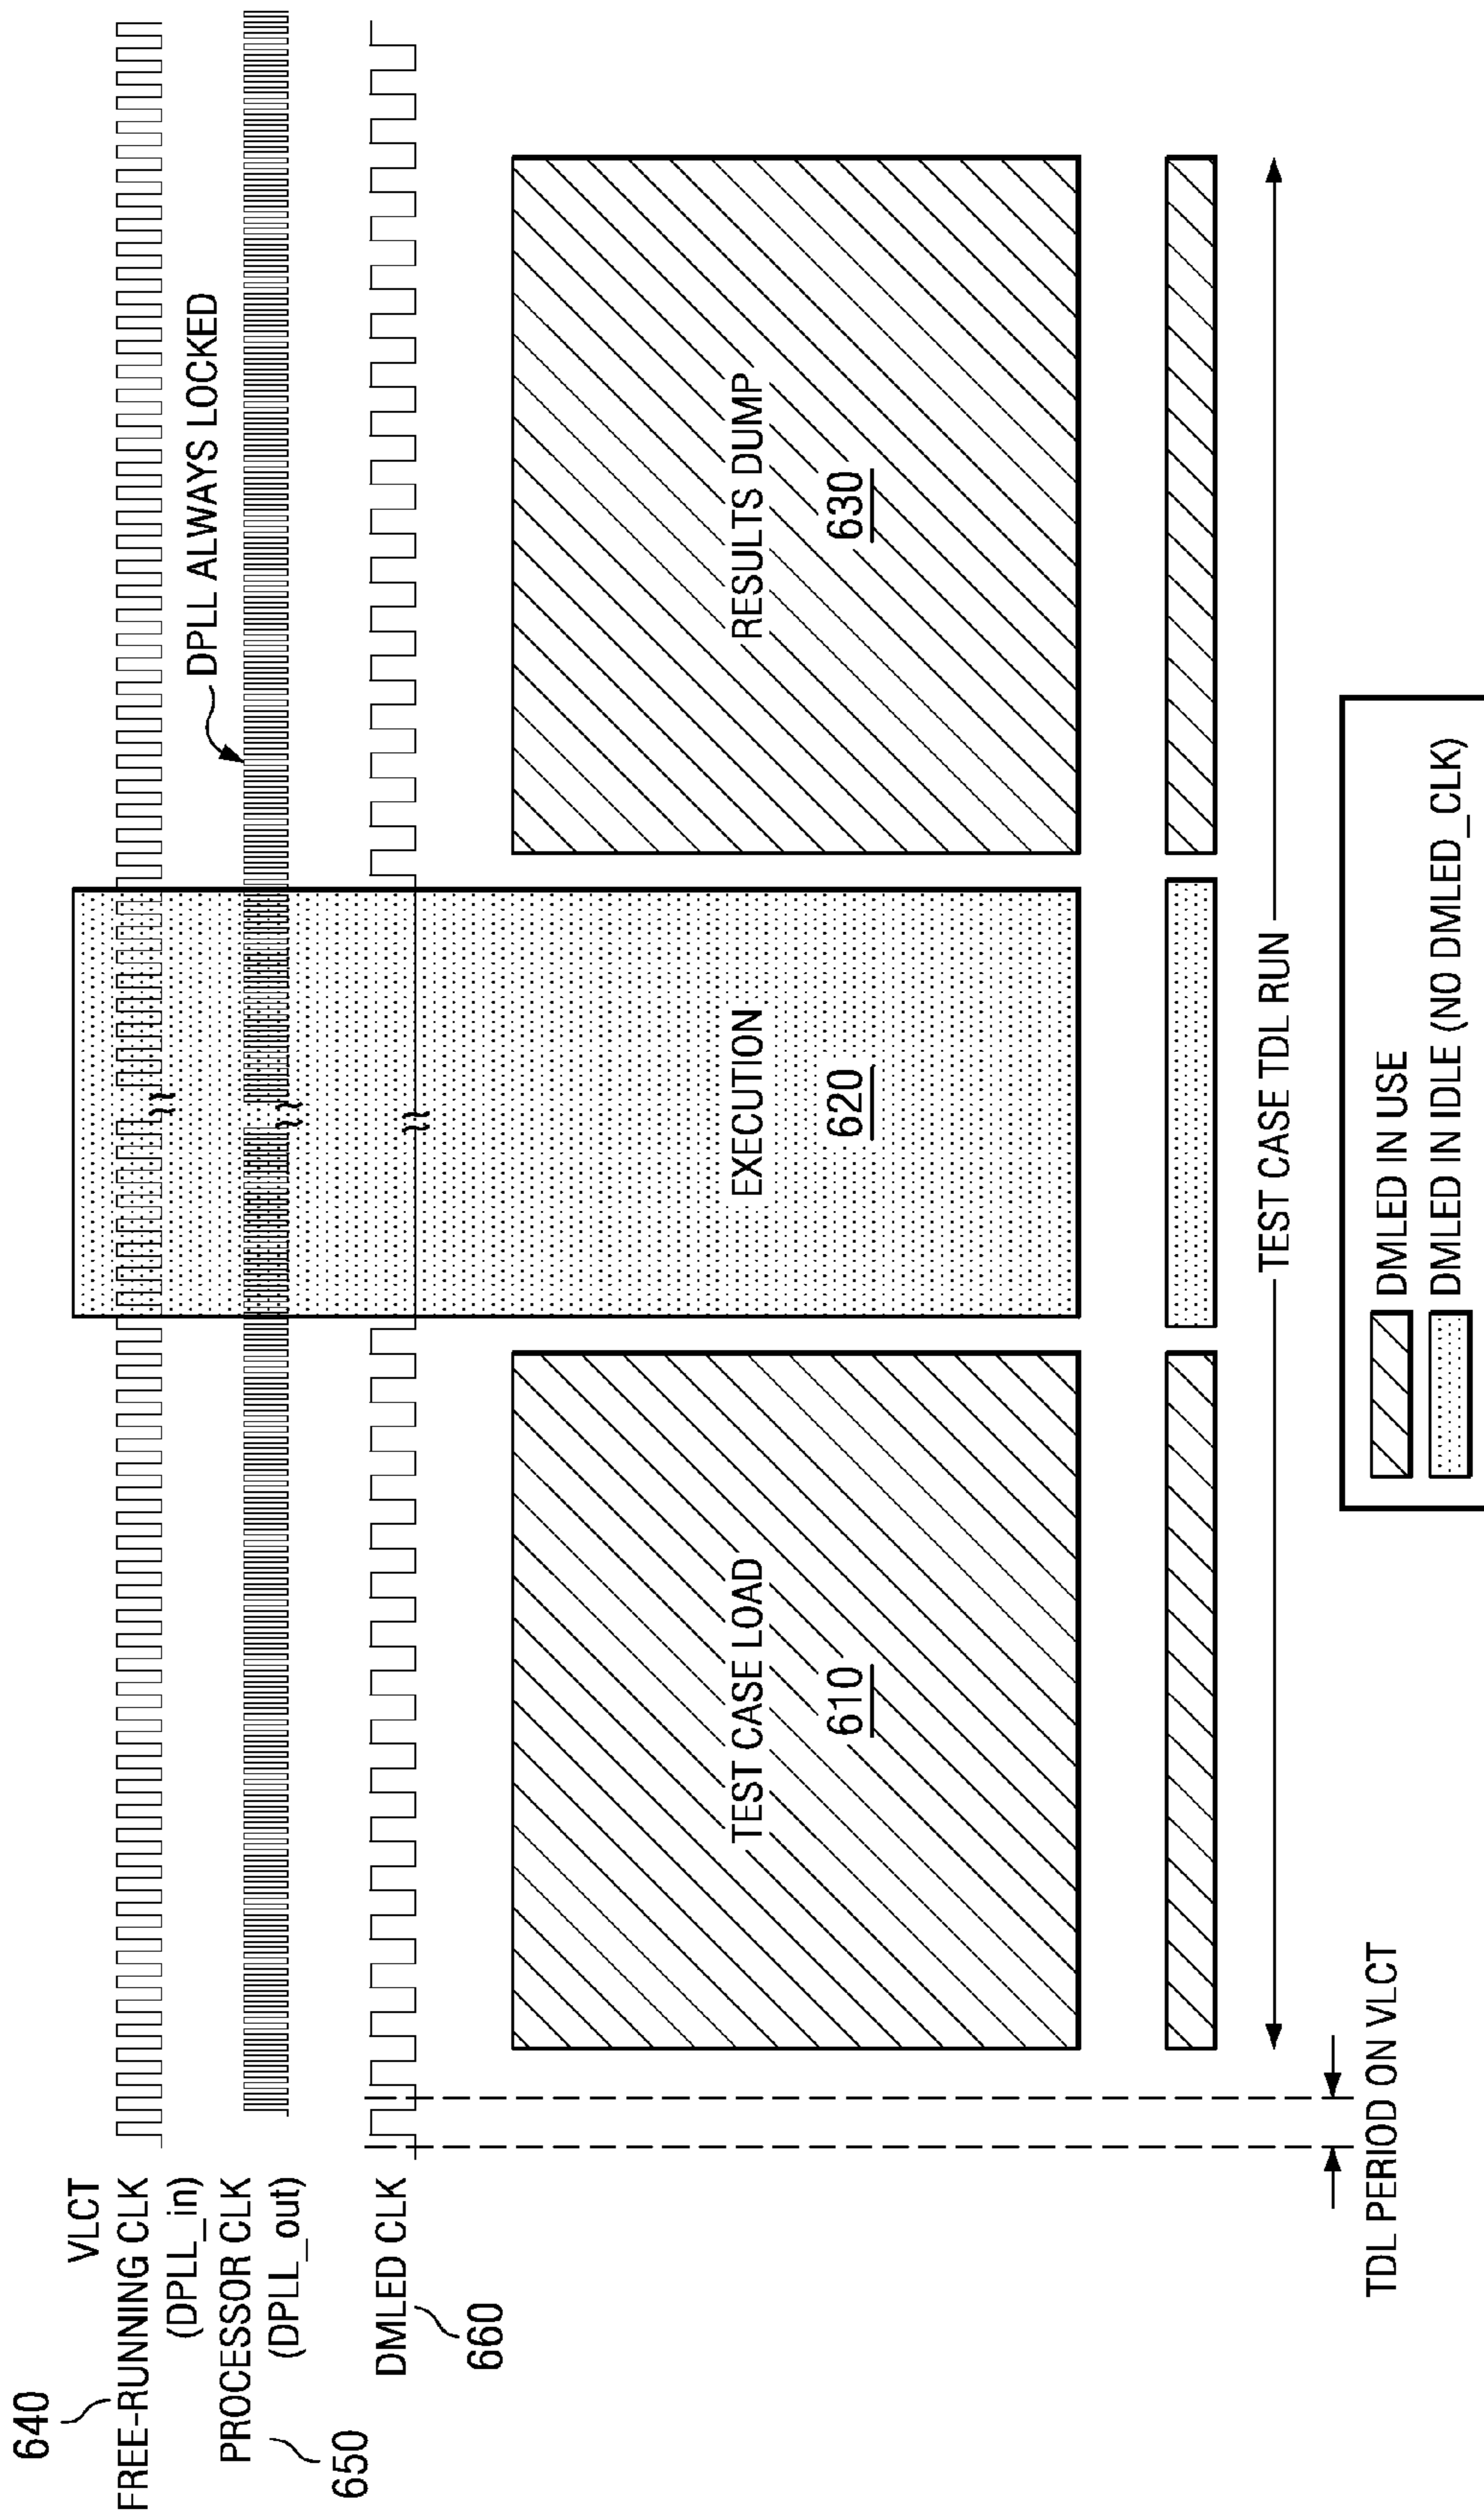 640
VLCT
FREE-RUNNING CLK
(DPLL_in)
PROCESSOR CLK
(DPLL_out)
650
DMLED CLK
660
DPLL ALWAYS LOCKED
TEST CASE LOAD
610
EXECUTION
620
RESULTS DUMP
630
TEST CASE TDL RUN
TDL PERIOD ON VLCT
DMLED IN USE
DMLED IN IDLE (NO DMLED_CLK)